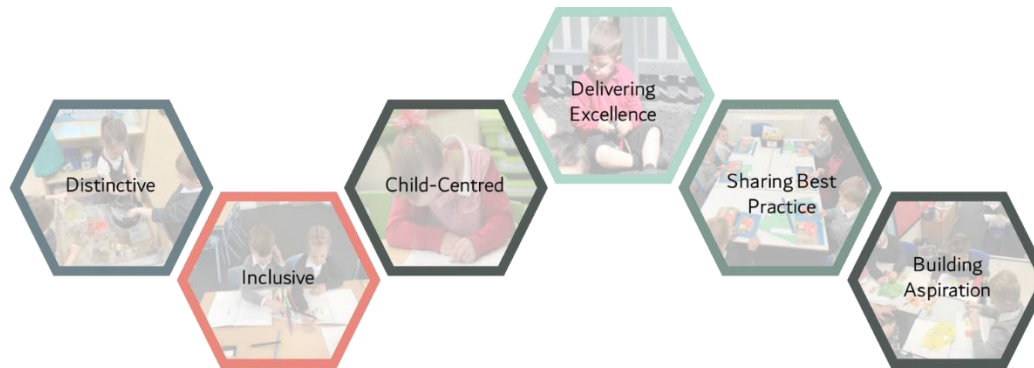 Distinctive
Inclusive
Child-Centred
Delivering
Excellence
Sharing Best
Practice
Building
Aspiration